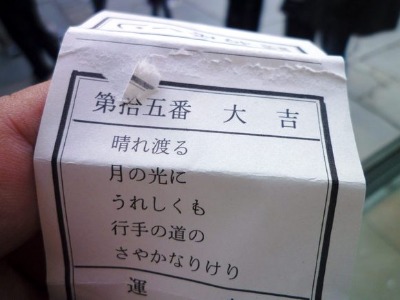 第拾五番 大吉
晴れ渡る
月の光に
うれしくも
行手の道の
さやかなりけり
運